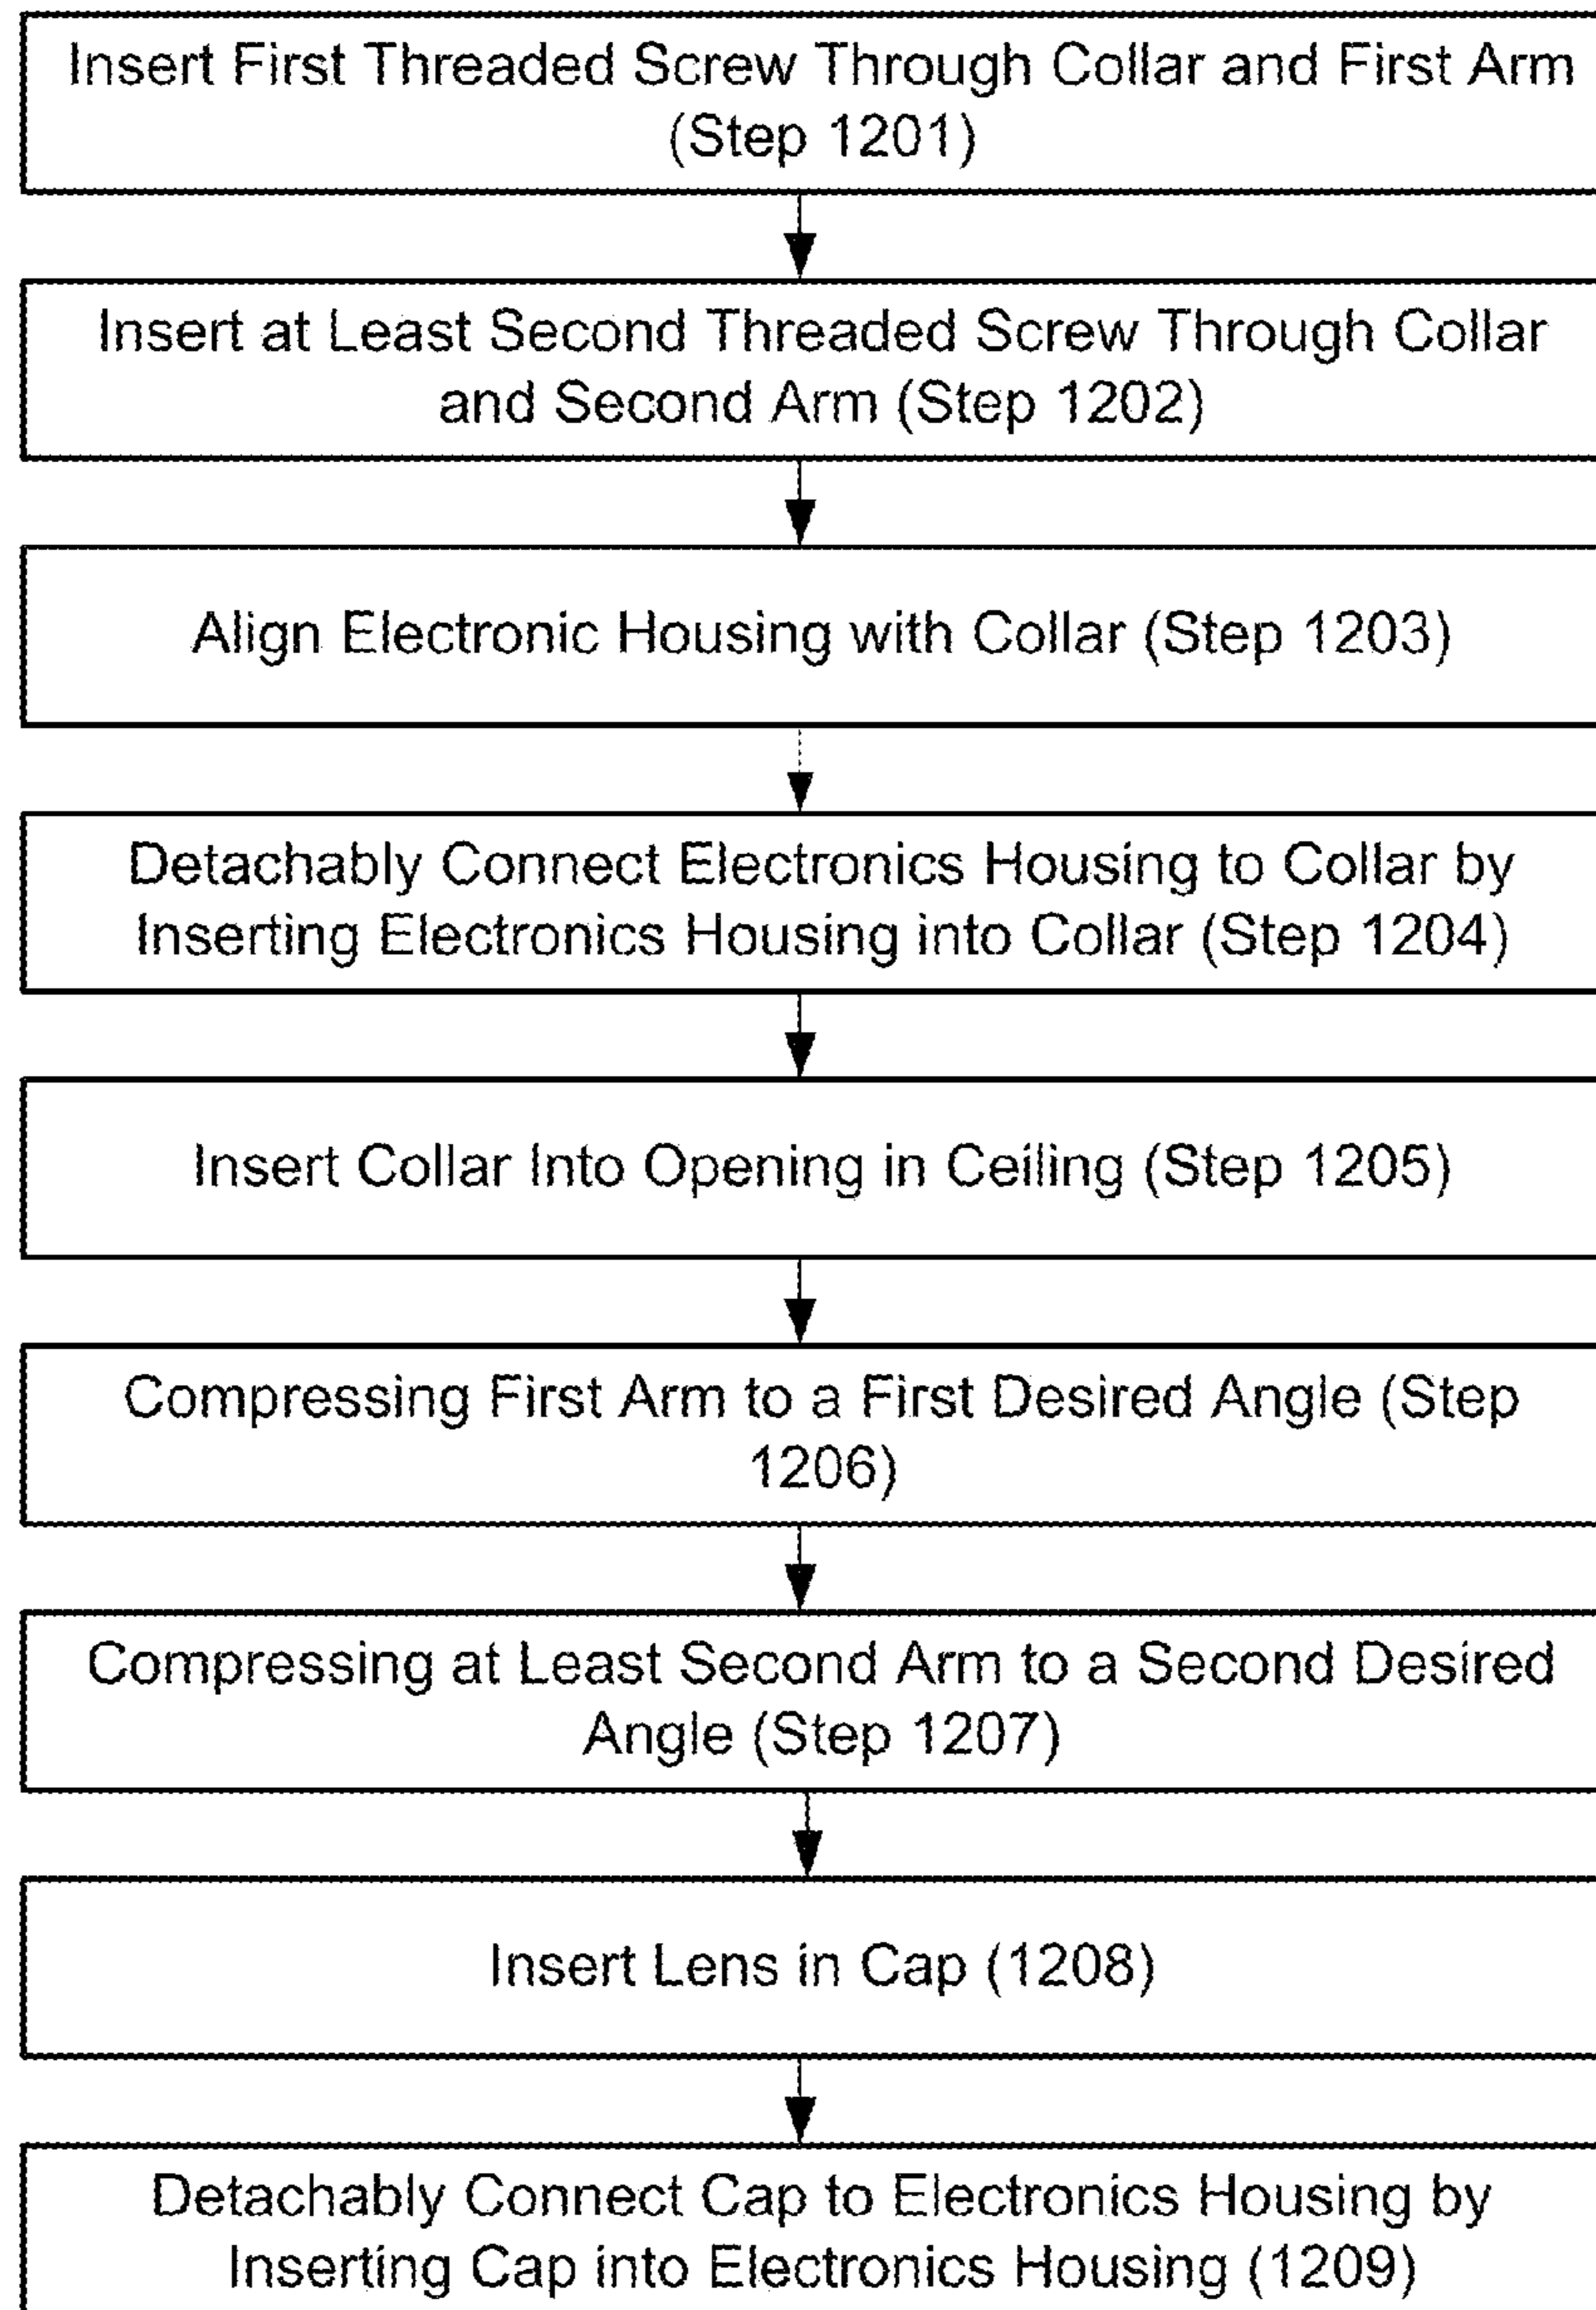 Insert First Threaded Screw Through Collar and First Arm
(Step 1201)
Insert at Least Second Threaded Screw Through Collar
and Second Arm (Step 1202)
Align Electronic Housing with Collar (Step 1203)
Detachably Connect Electronics Housing to Collar by
Inserting Electronics Housing into Collar (Step 1204)
Insert Collar Into Opening in Ceiling (Step 1205)
Compressing First Arm to a First Desired Angle (Step
1206)
Compressing at Least Second Arm to a Second Desired
Angle (Step 1207)
Insert Lens in Cap (1208)
Detachably Connect Cap to Electronics Housing by
Inserting Cap into Electronics Housing (1209)